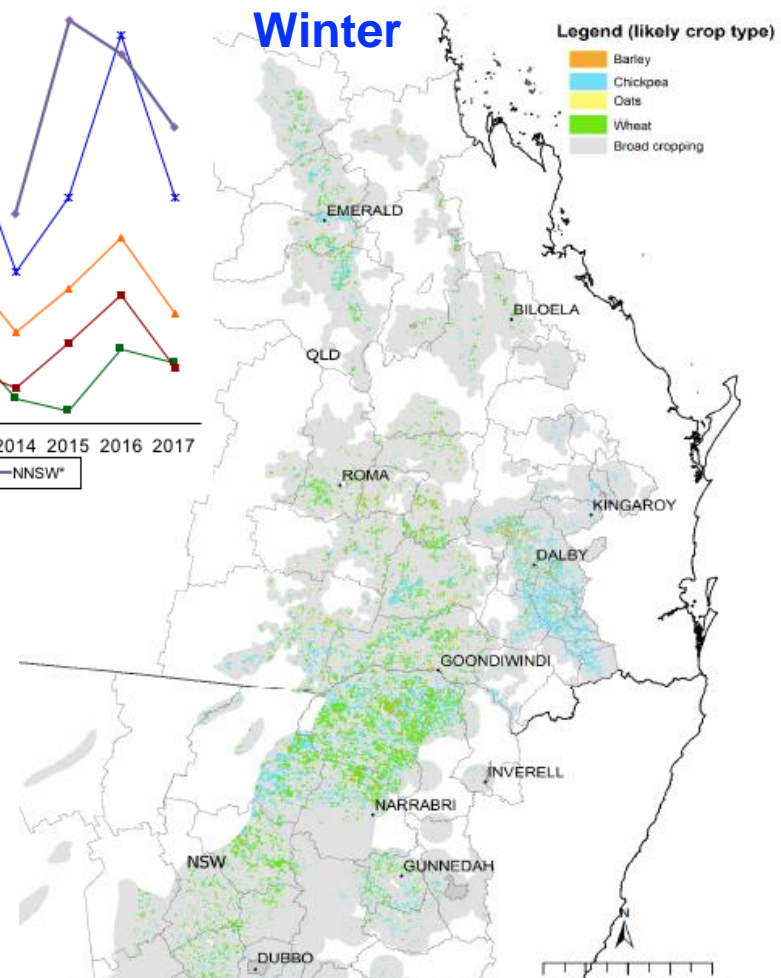 Winter
Legend (likely crop type)
Barley
Chickpea
Oats
Wheat
Broad cropping
EMERALD
BILOELA
QLD
2014 2015 2016 2017
NNSW*
ROMA
KINGAROY
DALBY
GOONDIWINDI
INVERELL
NARRABRI
NSW
GUNNEDAH
DUBBO
N